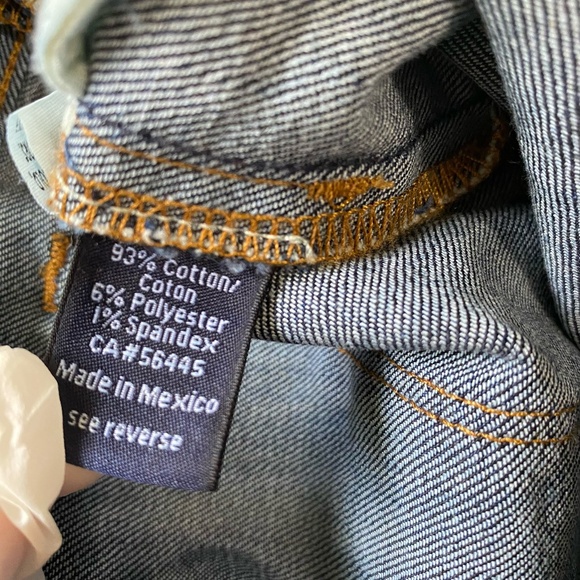 93% Cotton/
Coton
6% Polyester
1% Spandex
CA#56445
Made in Mexico
see reverse